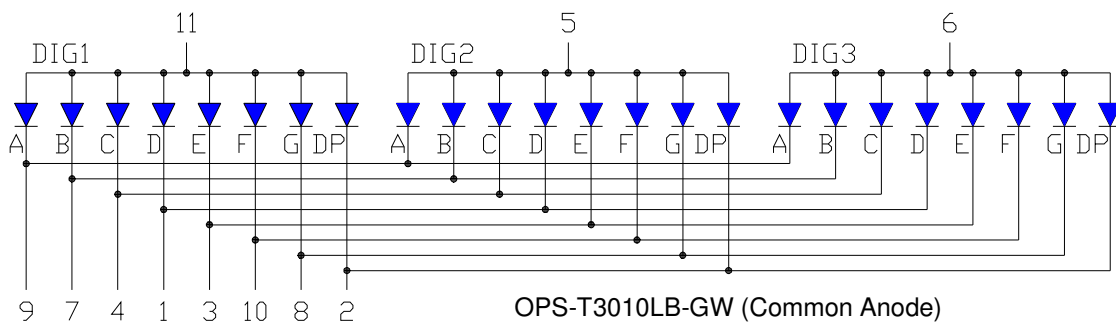 11 5 6
DIG1 DIG2 DIG3
A B C D E F G DP A B C D E F G DP A B C D E F G DP
9 7 4 1 3 10 8 2 OPS-T3010LB-GW (Common Anode)